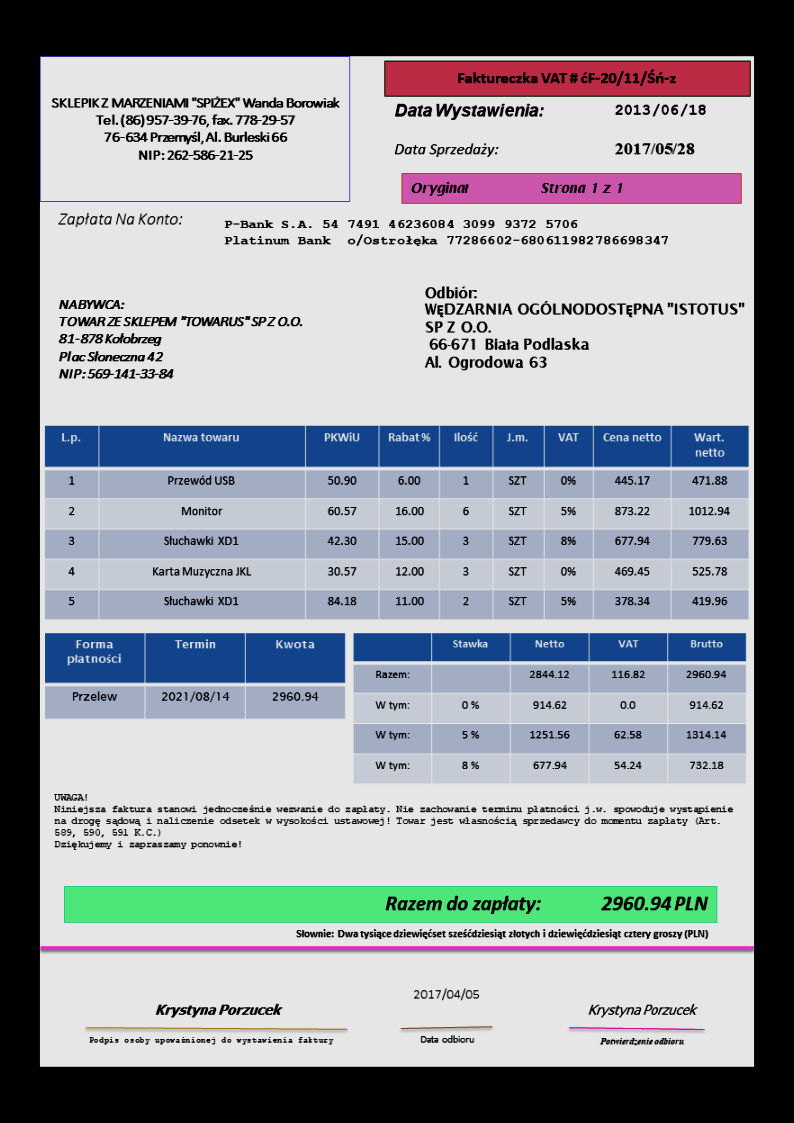 SKLEPIK Z MARZENIAMI "SPIŻEX" Wanda Borowiak
Tel. (86) 957-39-76, fax. 778-29-57
76-634 Przemyśl, Al. Burleski 66
NIP: 262-586-21-25
Faktureczka VAT # ćF-20/11/Śń-z
Data Wystawienia: 2013/06/18
Data Sprzedaży: 2017/05/28
Oryginał Strona 1 z 1
Zapłata Na Konto:
P-Bank S.A. 54 7491 46236084 3099 9372 5706
Platinum Bank o/Ostrołęka 77286602-680611982786698347
NABYWCA:
TOWAR ZE SKLEPEM "TOWARUS" SP Z O.O.
81-878 Kołobrzeg
Plac Słoneczna 42
NIP: 569-141-33-84
Odbiór:
WĘDZARNIA OGÓLNODOSTĘPNA "ISTOTUS"
SP Z O.O.
66-671 Biała Podlaska
Al. Ogrodowa 63
L.p. Nazwa towaru PKWiU Rabat % Ilość J.m. VAT Cena netto Wart. netto
1 Przewód USB 50.90 6.00 1 SZT 0% 445.17 471.88
2 Monitor 60.57 16.00 6 SZT 5% 873.22 1012.94
3 Słuchawki XD1 42.30 15.00 3 SZT 8% 677.94 779.63
4 Karta Muzyczna JKL 30.57 12.00 3 SZT 0% 469.45 525.78
5 Słuchawki XD1 84.18 11.00 2 SZT 5% 378.34 419.96
Forma płatności Termin Kwota
Przelew 2021/08/14 2960.94
Stawka Netto VAT Brutto
Razem: 2844.12 116.82 2960.94
W tym: 0 % 914.62 0.0 914.62
W tym: 5 % 1251.56 62.58 1314.14
W tym: 8 % 677.94 54.24 732.18
UWAGA!
Niniejsza faktura stanowi jednocześnie wezwanie do zapłaty. Nie zachowanie terminu płatności j.w. spowoduje wystąpienie
na drogę sądową i naliczenie odsetek w wysokości ustawowej! Towar jest własnością sprzedawcy do momentu zapłaty (Art.
589, 590, 591 K.C.)
Dziękujemy i zapraszamy ponownie!
Razem do zapłaty: 2960.94 PLN
Słownie: Dwa tysiące dziewięćset sześćdziesiąt złotych i dziewięćdziesiąt cztery groszy (PLN)
2017/04/05
Krystyna Porzucek Krystyna Porzucek
Podpis osoby upoważnionej do wystawienia faktury Data odbioru Potwierdzenie odbioru